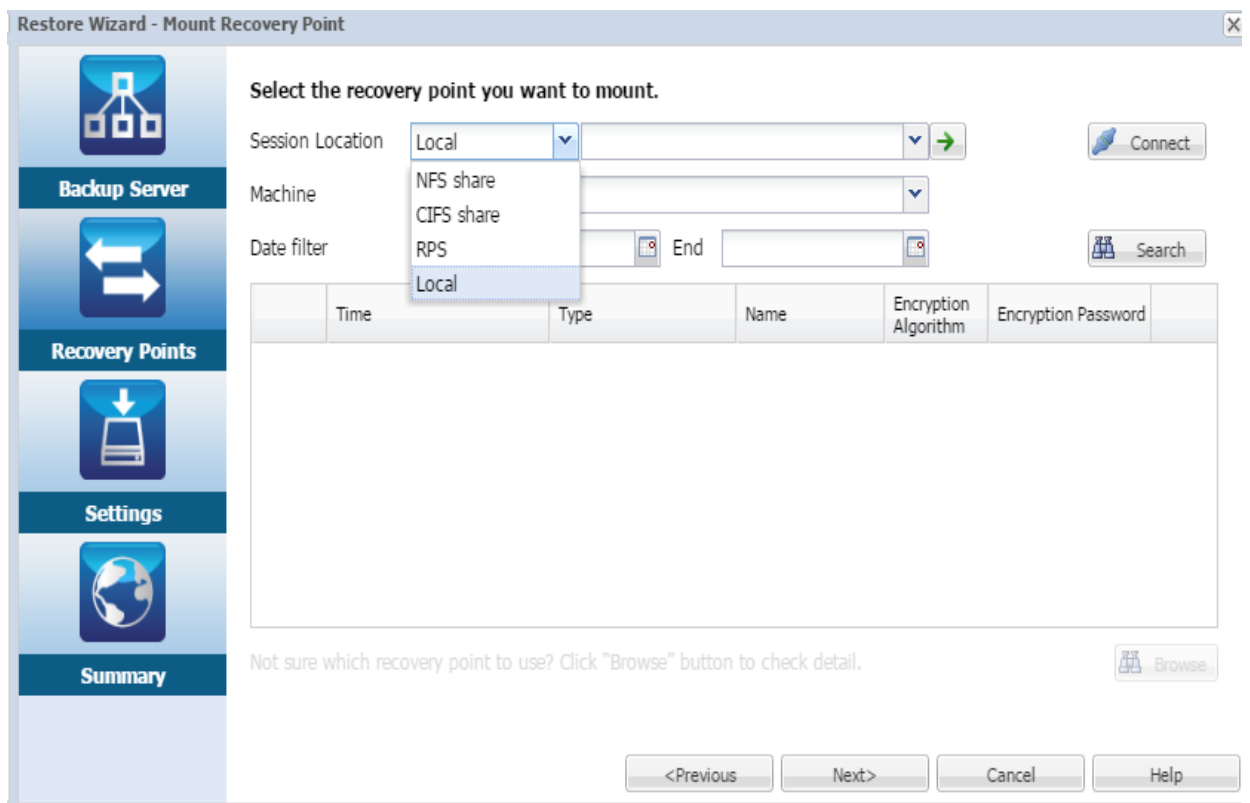 Restore Wizard - Mount Recovery Point
Backup Server
Recovery Points
Settings
Summary
Select the recovery point you want to mount.
Session Location Local Connect
NFS share
CIFS share
RPS
Local
Machine
Date filter End Search
Time Type Name Encryption Algorithm Encryption Password
Not sure which recovery point to use? Click "Browse" button to check detail. Browse
<Previous Next> Cancel Help